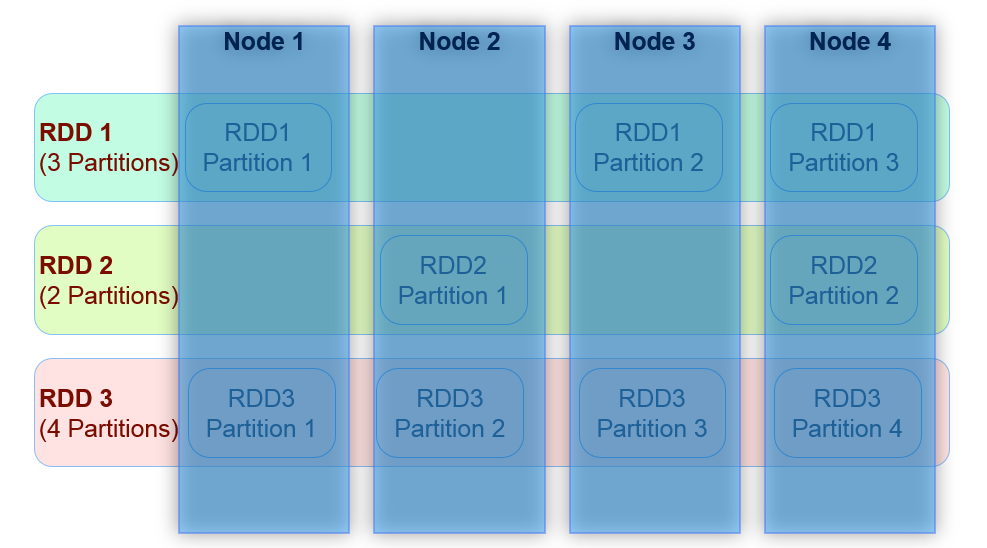 Node 1
Node 2
Node 3
Node 4
RDD 1
(3 Partitions)
RDD1
Partition 1
RDD1
Partition 2
RDD1
Partition 3
RDD 2
(2 Partitions)
RDD2
Partition 1
RDD2
Partition 2
RDD 3
(4 Partitions)
RDD3
Partition 1
RDD3
Partition 2
RDD3
Partition 3
RDD3
Partition 4